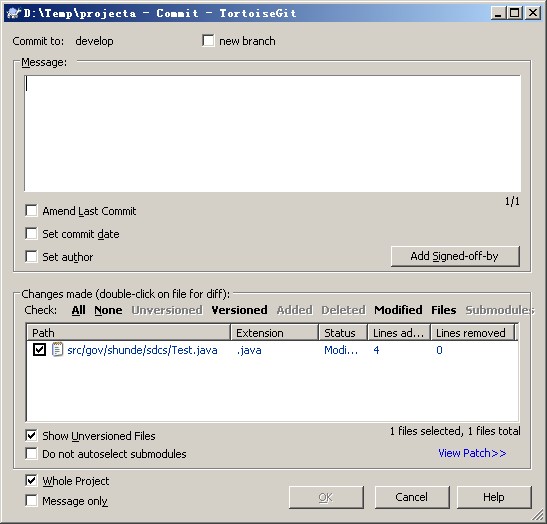 D:\Temp\projecta - Commit - TortoiseGit
Commit to: develop new branch
Message:
1/1
Amend Last Commit
Set commit date
Set author Add Signed-off-by
Changes made (double-click on file for diff):
Check: All None Unversioned Versioned Added Deleted Modified Files Submodules
Path Extension Status Lines ad... Lines removed
src/gov/shunde/sdcs/Test.java .java Modi... 4 0
Show Unversioned Files 1 files selected, 1 files total
Do not autoselect submodules View Patch>>
Whole Project
Message only OK Cancel Help